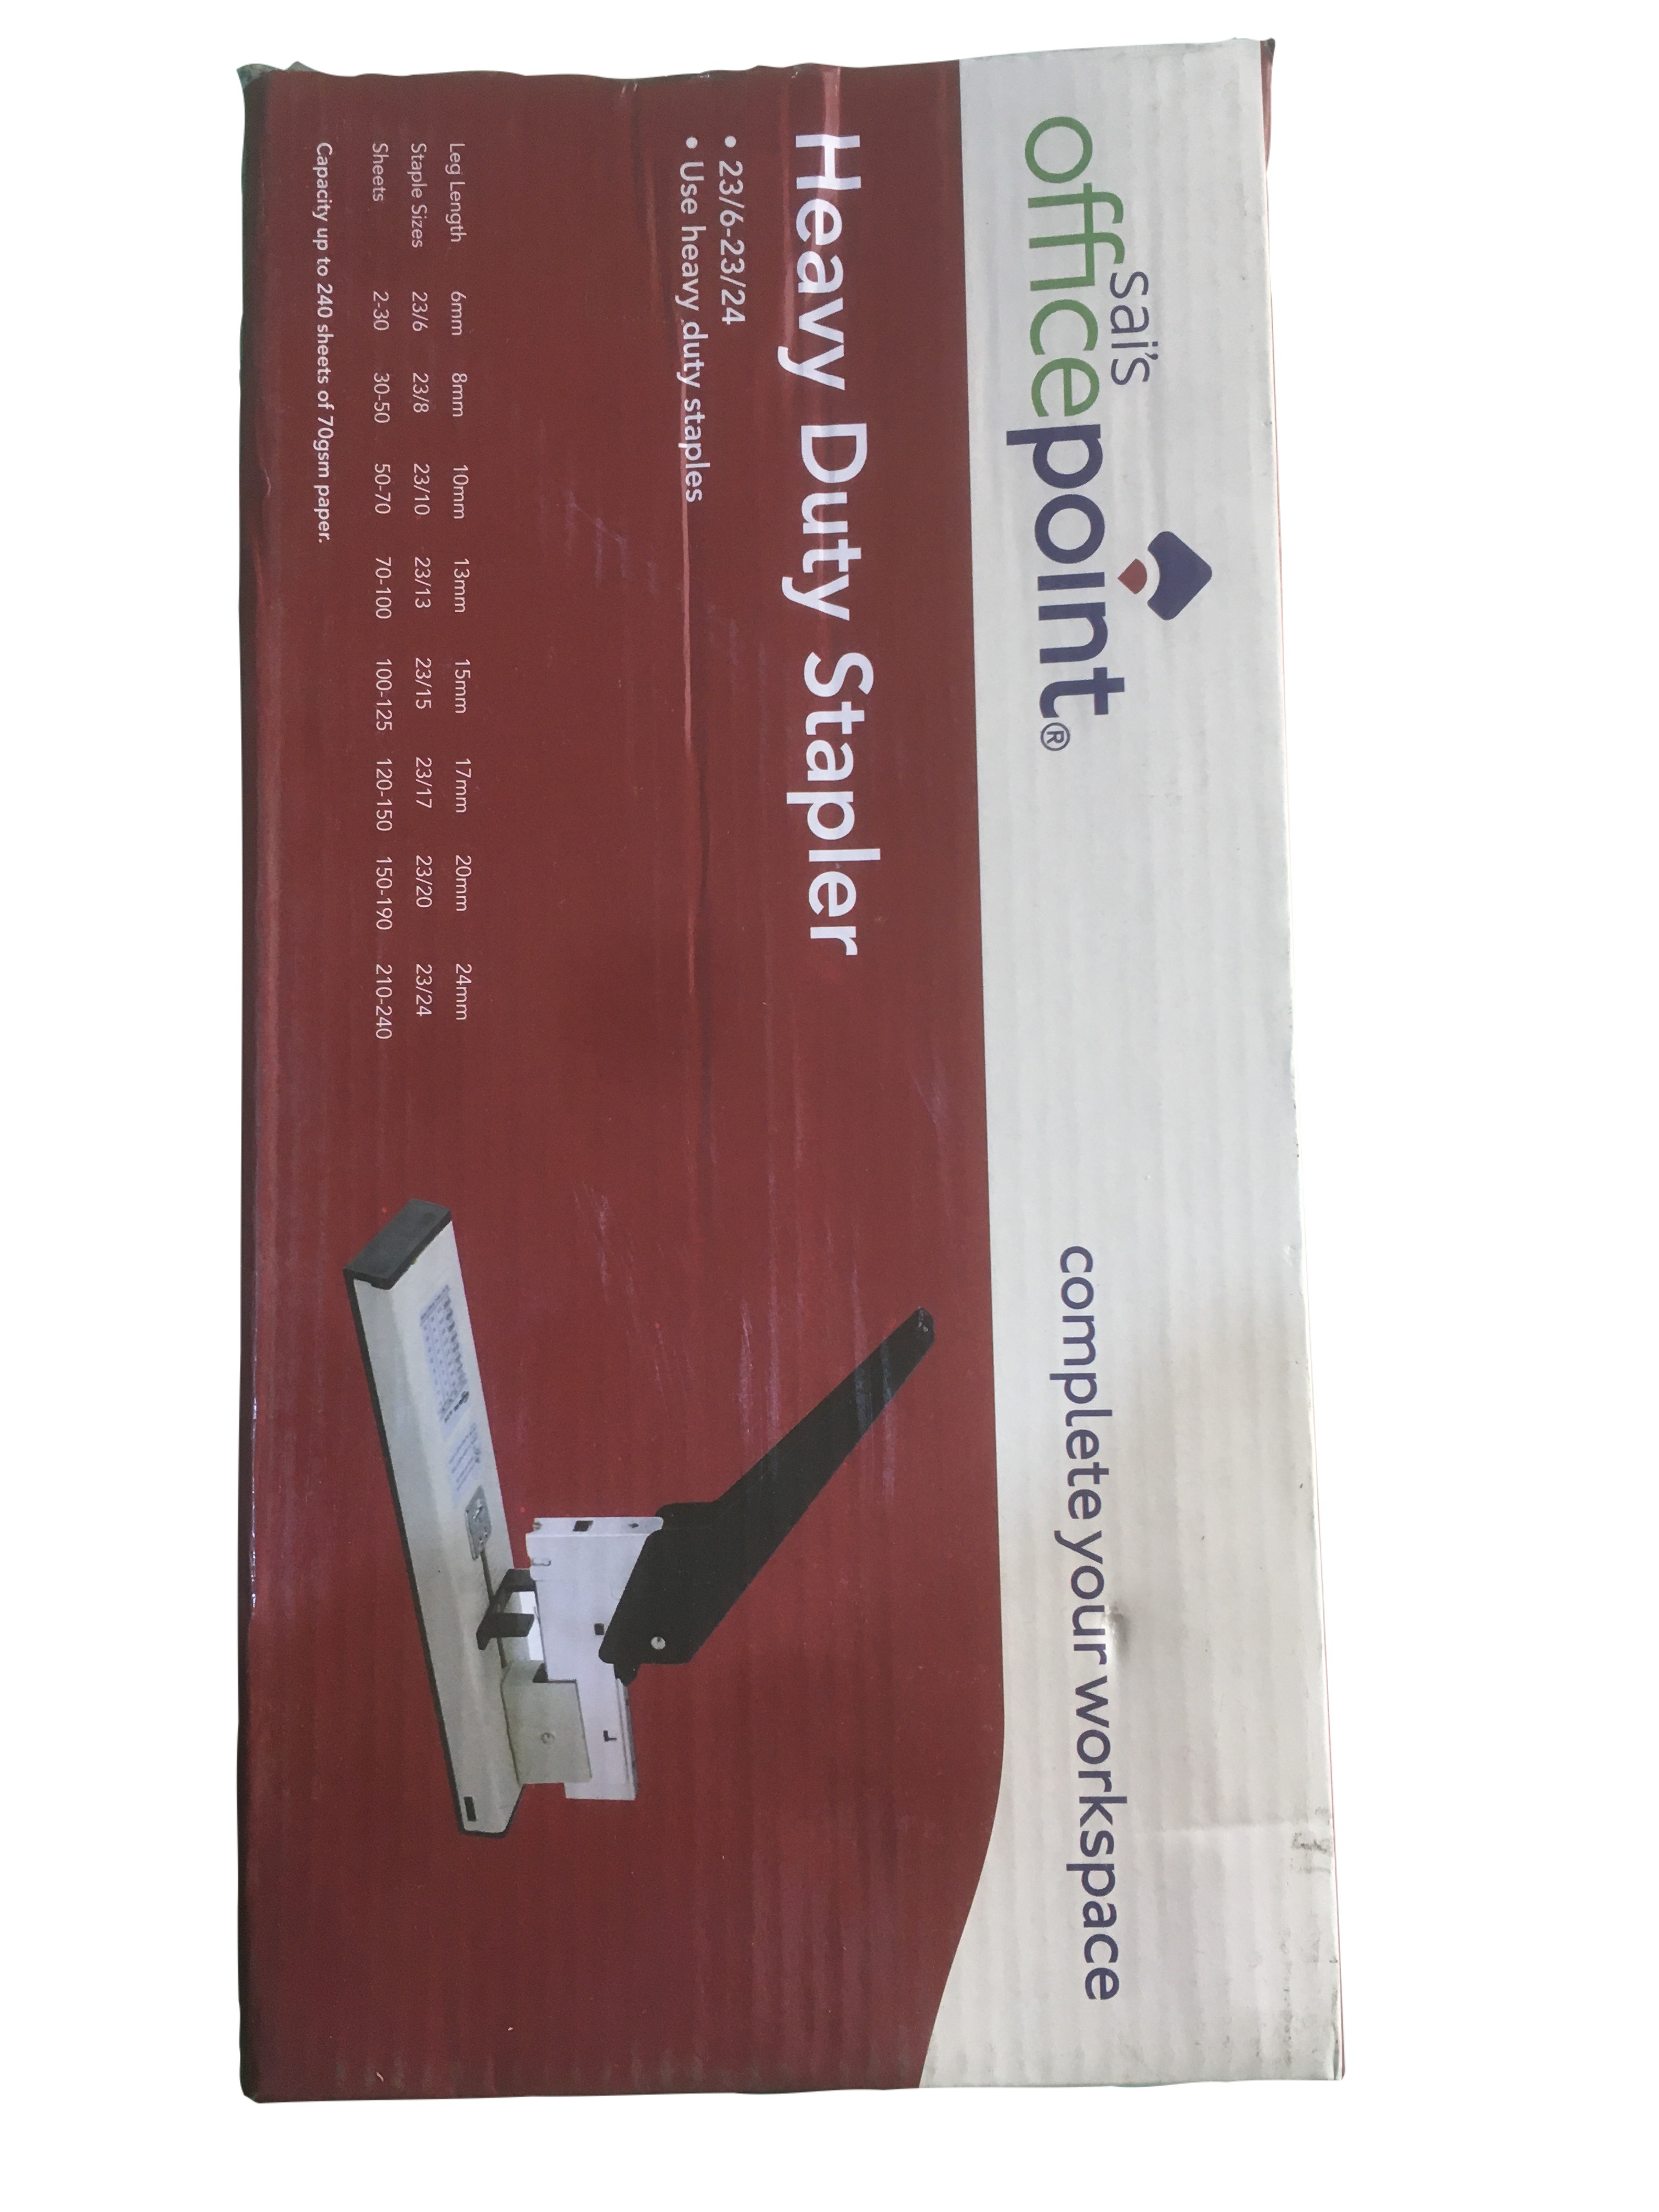 sai's
officepoint®
complete your workspace
Heavy Duty Stapler
• 23/6-23/24
• Use heavy duty staples
Leg Length 6mm 8mm 10mm 13mm 15mm 17mm 20mm 24mm
Staple Sizes 23/6 23/8 23/10 23/13 23/15 23/17 23/20 23/24
Sheets 2-30 30-50 50-70 70-100 100-125 120-150 150-190 210-240
Capacity up to 240 sheets of 70gsm paper.